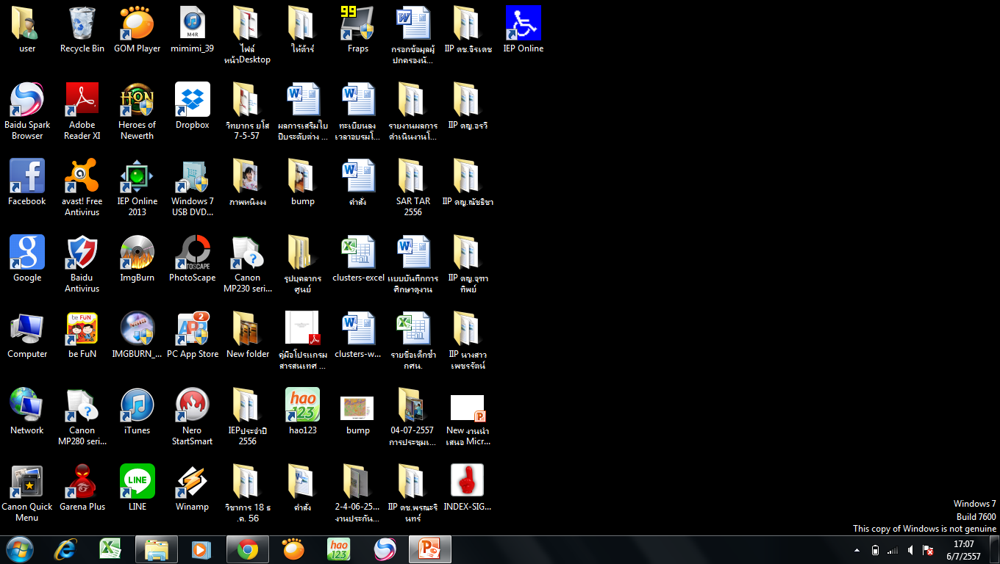 user
Recycle Bin
GOM Player
M4R
mimimi_39
ไฟล์
หน้าDesktop
ให้ต้าร์
99
Fraps
กรอกข้อมูลผู้
ปกครองนั...
IIP ดช.จิรเดช
IEP Online
Baidu Spark
Browser
Adobe
Reader XI
HON
Heroes of
Newerth
Dropbox
วิทยากร ยโส
7-5-57
ผลการเสริมใบ
ปีประดับต่าง ...
ทะเบียนลง
เวลาอบรมโ...
รายงานผลการ
ดำเนินงานโ...
IIP ดญ.อรวี
Facebook
avast! Free
Antivirus
IEP Online
2013
Windows 7
USB DVD...
ภาพหนิงงง
bump
คำสั่ง
SAR TAR
2556
IIP ดญ.ณัชธิชา
Google
Baidu
Antivirus
ImgBurn
PhotoScape
Canon
MP230 seri...
รูปบุคลากร
ศูนย์
clusters-excel
แบบบันทึกการ
ศึกษาดูงาน
IIP ดญ.จุฑา
ทิพย์
Computer
be FuN
be FuN
IMGBURN_...
APP
2
PC App Store
New folder
คู่มือโปรแกรม
สารสนเทศ ...
clusters-w...
รายชื่อเด็กซ้ำ
กศน.
IIP นางสาว
เพชรรัตน์
Network
Canon
MP280 seri...
iTunes
Nero
StartSmart
IEPประจำปี
2556
hao
123
hao123
bump
04-07-2557
การประชุมเ...
New งานนำ
เสนอ Micr...
Canon Quick
Menu
Garena Plus
LINE
LINE
Winamp
วิชาการ 18 ธ
.ค. 56
คำสั่ง
2-4-06-25...
งานประกัน...
IIP ดช.พรณะริ
นทร์
INDEX-SIG...
Windows 7
Build 7600
This copy of Windows is not genuine
hao
123
17:07
6/7/2557